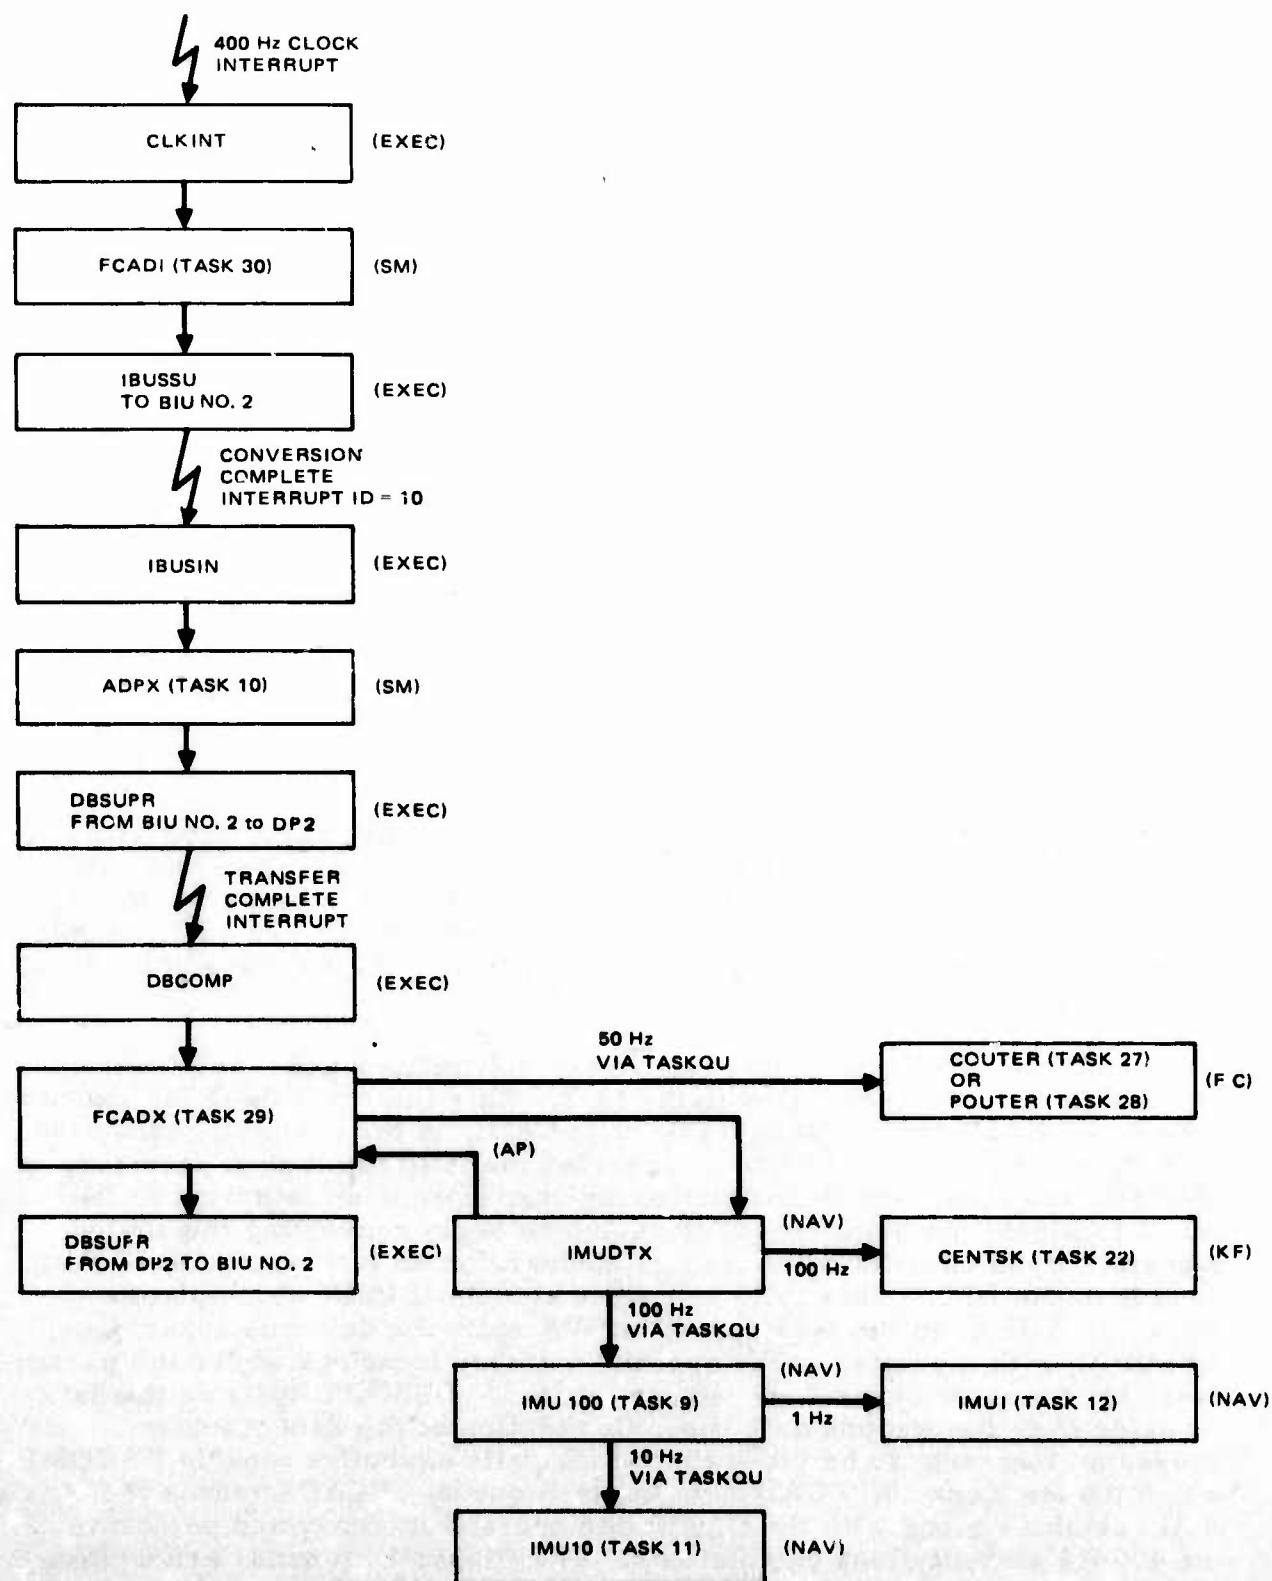 400 Hz CLOCK
INTERRUPT
CLKINT
(EXEC)
FCADI (TASK 30)
(SM)
IBUSSU
TO BIU NO. 2
(EXEC)
CONVERSION
COMPLETE
INTERRUPT ID = 10
IBUSIN
(EXEC)
ADPX (TASK 10)
(SM)
DBSUPR
FROM BIU NO. 2 to DP2
(EXEC)
TRANSFER
COMPLETE
INTERRUPT
DBCOMP
(EXEC)
50 Hz
VIA TASKQU
COUTER (TASK 27)
OR
POUTER (TASK 28)
(FC)
FCADX (TASK 29)
(AP)
DBSUPR
FROM DP2 TO BIU NO. 2
(EXEC)
IMUDTX
(NAV)
100 Hz
CENTSK (TASK 22)
(KF)
100 Hz
VIA TASKQU
IMU 100 (TASK 9)
(NAV)
1 Hz
IMUI (TASK 12)
(NAV)
10 Hz
VIA TASKQU
IMU10 (TASK 11)
(NAV)